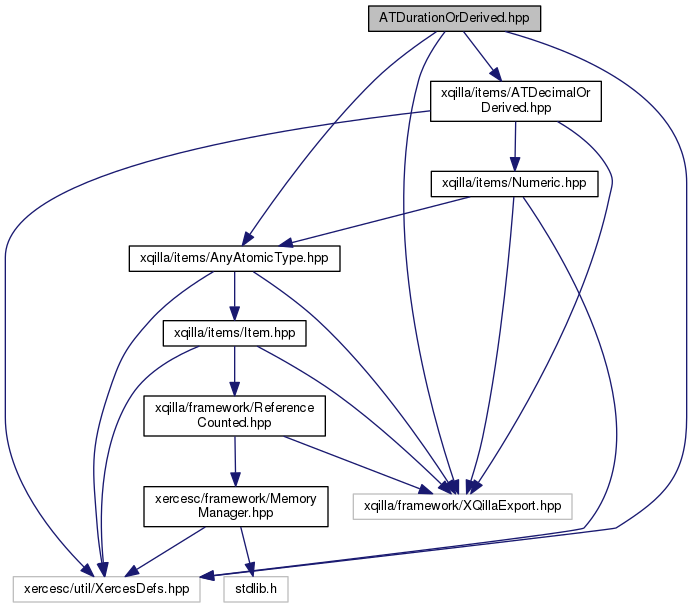 ATDurationOrDerived.hpp
xqilla/items/ATDecimalOr
Derived.hpp
xqilla/items/Numeric.hpp
xqilla/items/AnyAtomicType.hpp
xqilla/items/Item.hpp
xqilla/framework/Reference
Counted.hpp
xercesc/framework/Memory
Manager.hpp
xqilla/framework/XQillaExport.hpp
xercesc/util/XercesDefs.hpp
stdlib.h